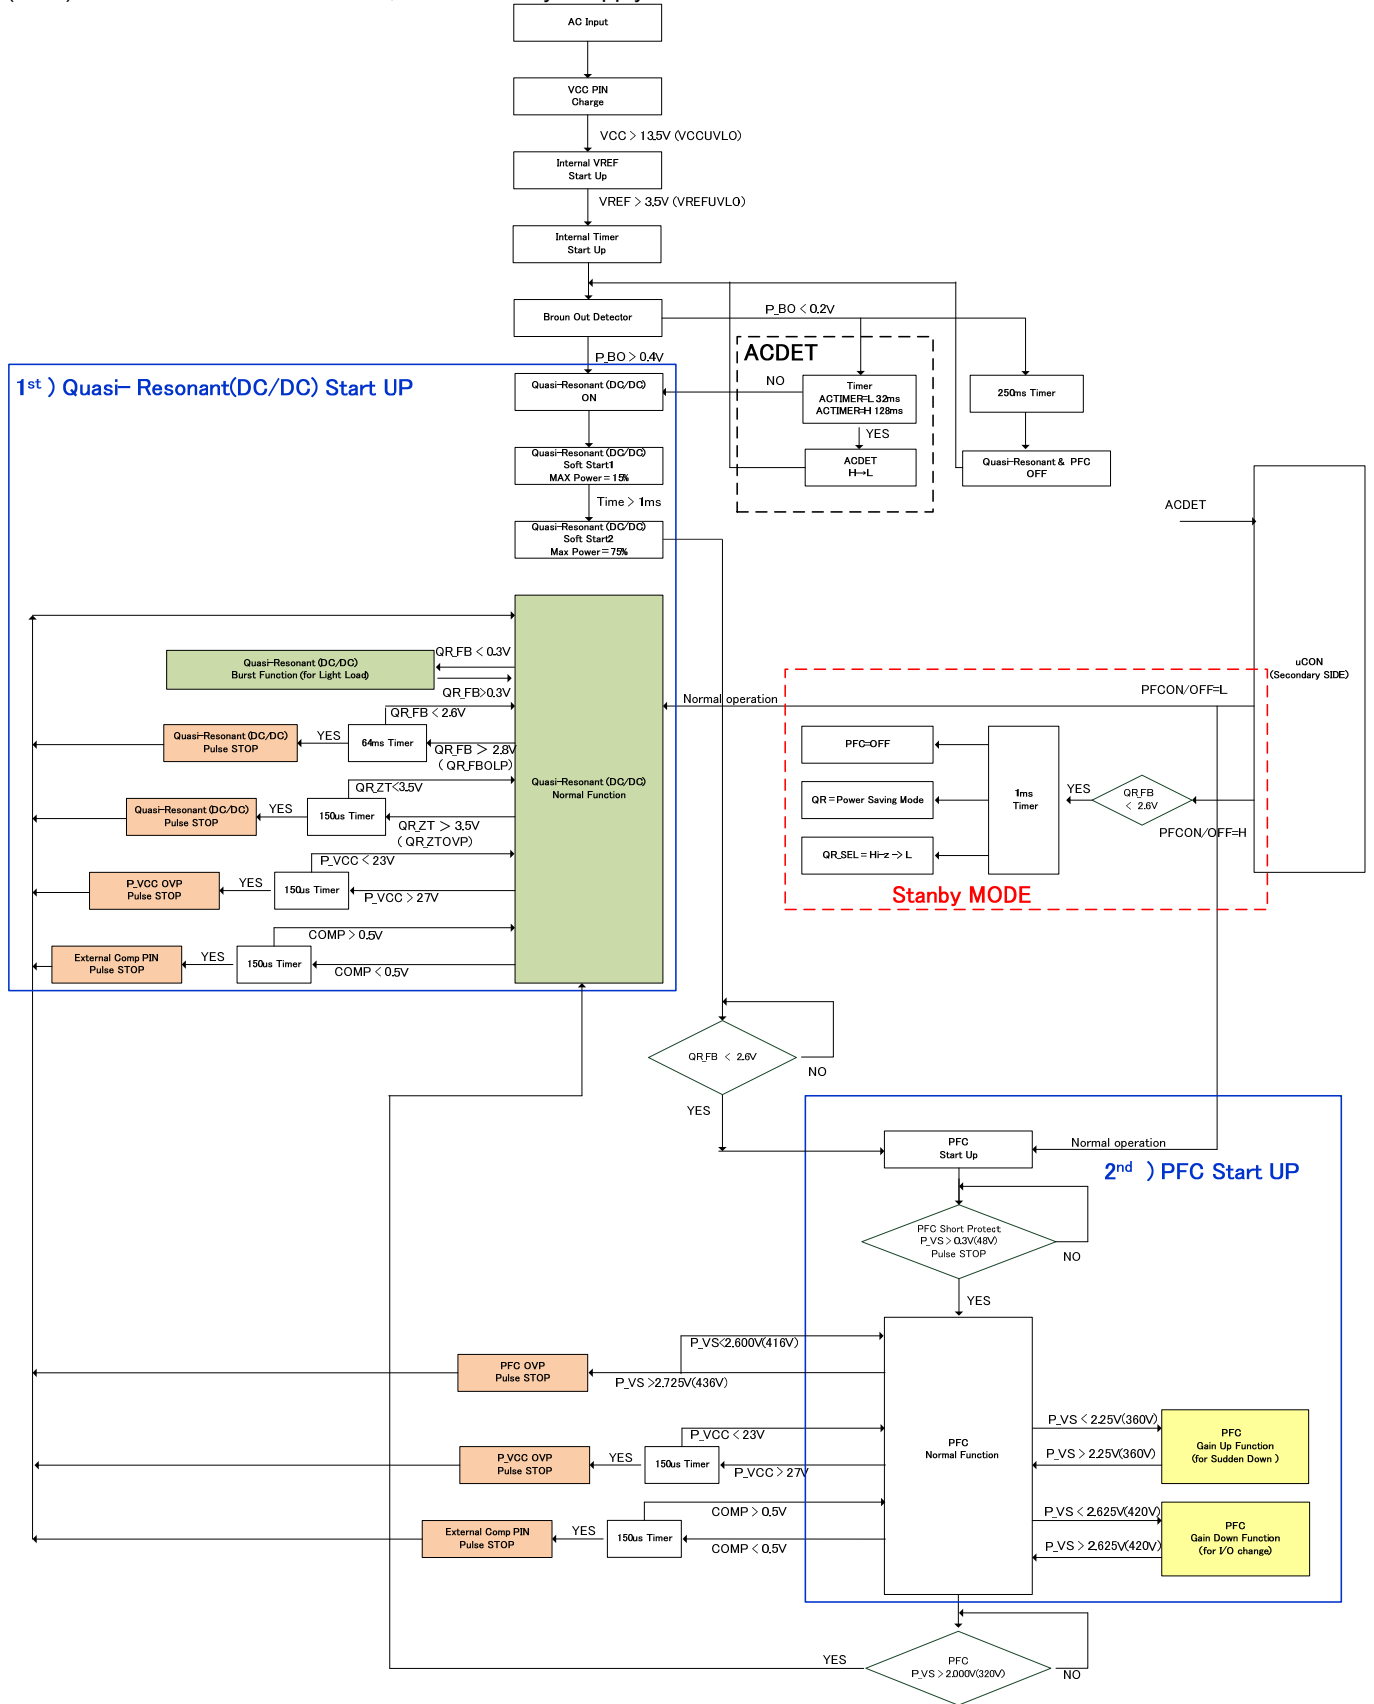 AC Input
VCC PIN
Charge
VCC > 13.5V (VCCUVLO)
Internal VREF
Start Up
VREF > 3.5V (VREFUVLO)
Internal Timer
Start Up
Broun Out Detector
P_BO < 0.2V
P_BO > 0.4V
ACDET
1st ) Quasi-Resonant(DC/DC) Start UP
Quasi-Resonant (DC/DC)
ON
NO
Timer
ACTIMER=L 32ms
ACTIMER=H 128ms
250ms Timer
YES
Quasi-Resonant (DC/DC)
Soft Start1
MAX Power = 15%
ACDET
H→L
Quasi-Resonant & PFC
OFF
Time > 1ms
ACDET
Quasi-Resonant (DC/DC)
Soft Start2
Max Power = 75%
QR_FB < 0.3V
Quasi-Resonant (DC/DC)
Burst Function (for Light Load)
QR_FB>0.3V
uCON
(Secondary SIDE)
PFCON/OFF=L
Normal operation
QR_FB < 2.6V
Quasi-Resonant (DC/DC)
Pulse STOP
YES
64ms Timer
QR_FB > 2.8V
( QR_FBOLP)
PFC=OFF
Quasi-Resonant (DC/DC)
Normal Function
QR_ZT<3.5V
Quasi-Resonant (DC/DC)
Pulse STOP
YES
150us Timer
QR_ZT > 3.5V
( QR_ZTOVP)
QR = Power Saving Mode
1ms
Timer
YES
QR_FB
< 2.6V
PFCON/OFF=H
P_VCC < 23V
P_VCC OVP
Pulse STOP
YES
150us Timer
P_VCC > 27V
QR_SEL = Hi-z -> L
Stanby MODE
COMP > 0.5V
External Comp PIN
Pulse STOP
YES
150us Timer
COMP < 0.5V
QR_FB < 2.6V
NO
YES
PFC
Start Up
Normal operation
2nd ) PFC Start UP
PFC Short Protect
P_VS > 0.3V(48V)
Pulse STOP
NO
YES
P_VS<2.600V(416V)
PFC OVP
Pulse STOP
P_VS >2.725V(436V)
P_VCC < 23V
P_VCC OVP
Pulse STOP
YES
150us Timer
P_VCC > 27V
PFC
Normal Function
P_VS < 2.25V(360V)
P_VS > 2.25V(360V)
PFC
Gain Up Function
(for Sudden Down )
COMP > 0.5V
External Comp PIN
Pulse STOP
YES
150us Timer
COMP < 0.5V
P_VS < 2.625V(420V)
P_VS > 2.625V(420V)
PFC
Gain Down Function
(for I/O change)
YES
PFC
P_VS > 2.000V(320V)
NO